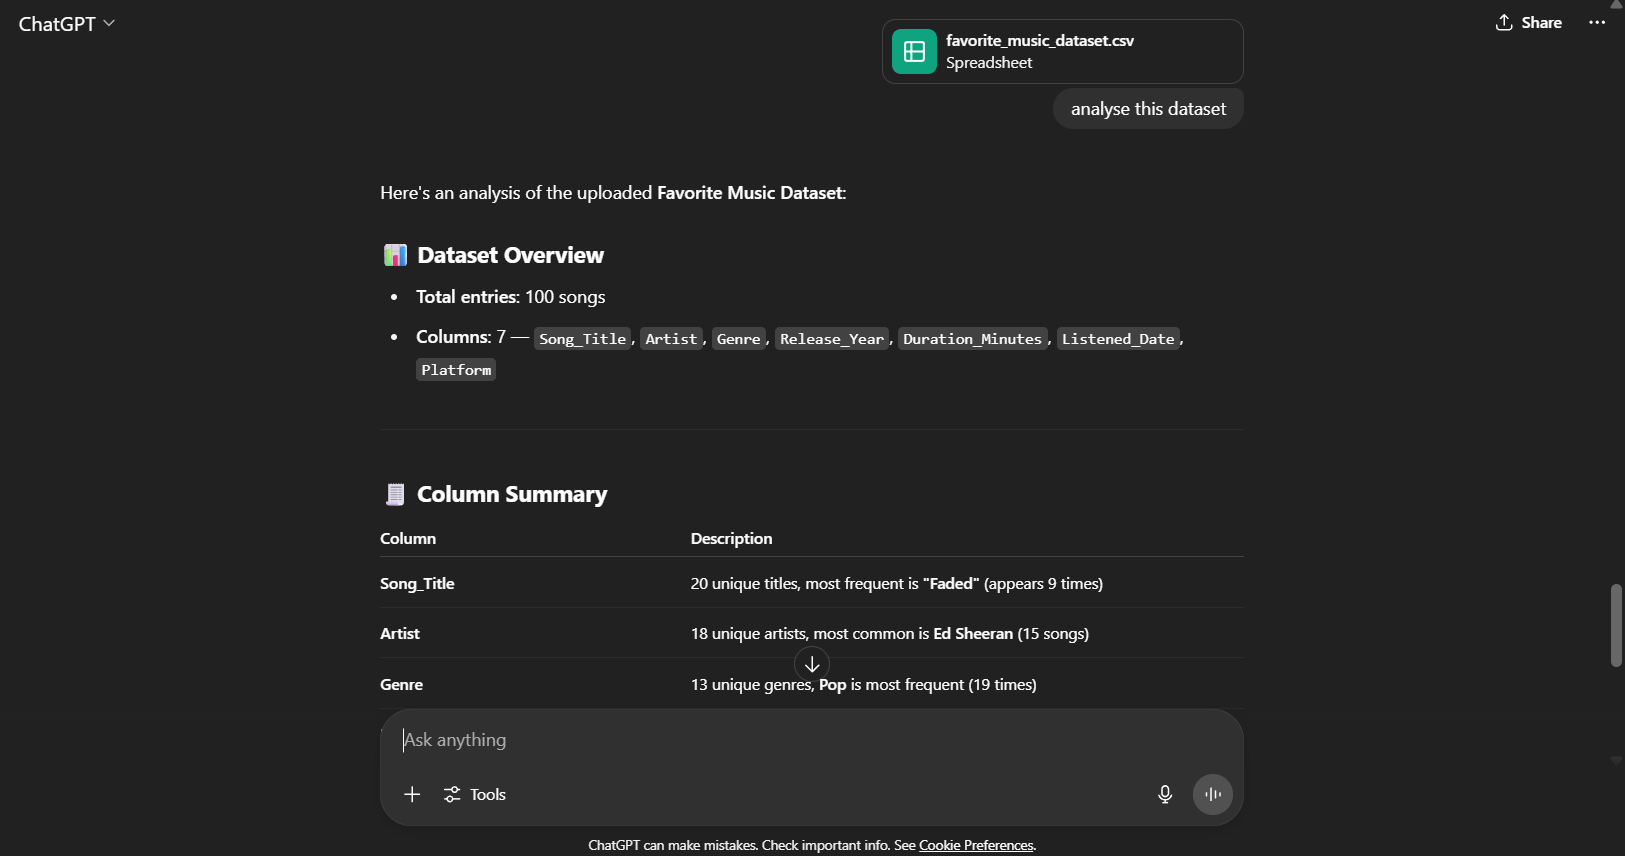 ChatGPT
Share
favorite_music_dataset.csv
Spreadsheet
analyse this dataset
Here's an analysis of the uploaded Favorite Music Dataset:
Dataset Overview
Total entries: 100 songs
Columns: 7 — Song_Title, Artist, Genre, Release_Year, Duration_Minutes, Listened_Date,
Platform
Column Summary
Column Description
Song_Title 20 unique titles, most frequent is "Faded" (appears 9 times)
Artist 18 unique artists, most common is Ed Sheeran (15 songs)
Genre 13 unique genres, Pop is most frequent (19 times)
Ask anything
Tools
ChatGPT can make mistakes. Check important info. See Cookie Preferences.